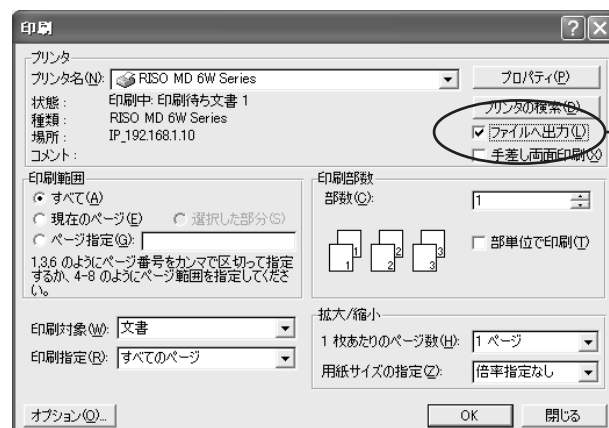 印刷
プリンタ
プリンタ名(N): RISO MD 6W Series プロパティ(P)
状態: 印刷中: 印刷待ち文書 1 プリンタの検索(D)
種類: RISO MD 6W Series
場所: IP_192.168.1.10 ファイルへ出力(L)
コメント: 手差し両面印刷(X)
印刷範囲
すべて(A)
現在のページ(E) 選択した部分(S)
ページ指定(G):
1,3,6 のようにページ番号をカンマで区切って指定
するか、4-8 のようにページ範囲を指定してくださ
い。
印刷部数
部数(C): 1
1 1 2 2 3 3 部単位で印刷(T)
印刷対象(W): 文書
印刷指定(R): すべてのページ
拡大/縮小
1 枚あたりのページ数(H): 1 ページ
用紙サイズの指定(Z): 倍率指定なし
オプション(O)... OK 閉じる